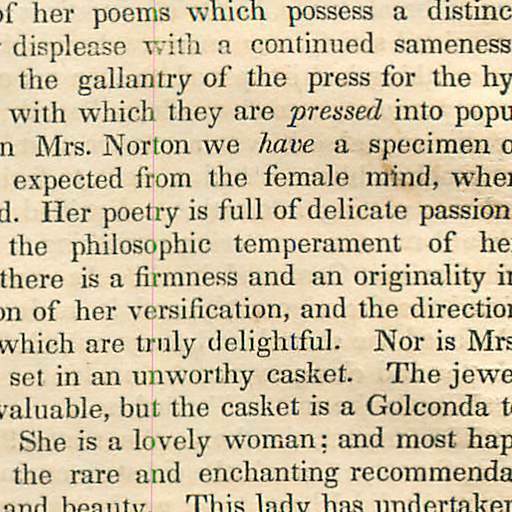 of her poems which possess a distinc
displease with a continued sameness
the gallantry of the press for the hy
with which they are pressed into popu
n Mrs. Norton we have a specimen o
expected from the female mind, wher
d. Her poetry is full of delicate passion
the philosophic temperament of he
there is a firmness and an originality i
on of her versification, and the direction
which are truly delightful. Nor is Mrs
set in an unworthy casket. The jewe
valuable, but the casket is a Golconda t
She is a lovely woman; and most hap
the rare and enchanting recommenda
and beauty. This lady has undertaken